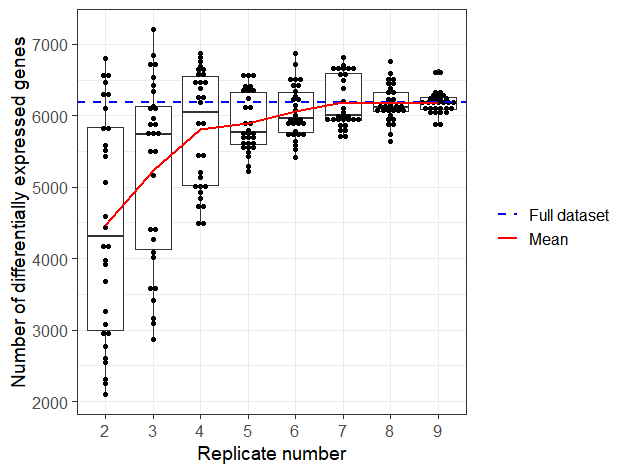 Number of differentially expressed genes
7000
6000
5000
4000
3000
2000
2 3 4 5 6 7 8 9
Replicate number
Full dataset
Mean